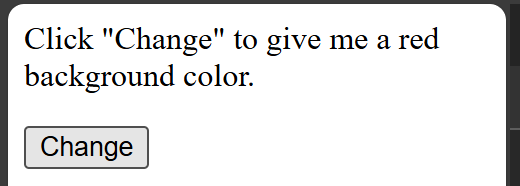 Click "Change" to give me a red
background color.
Change